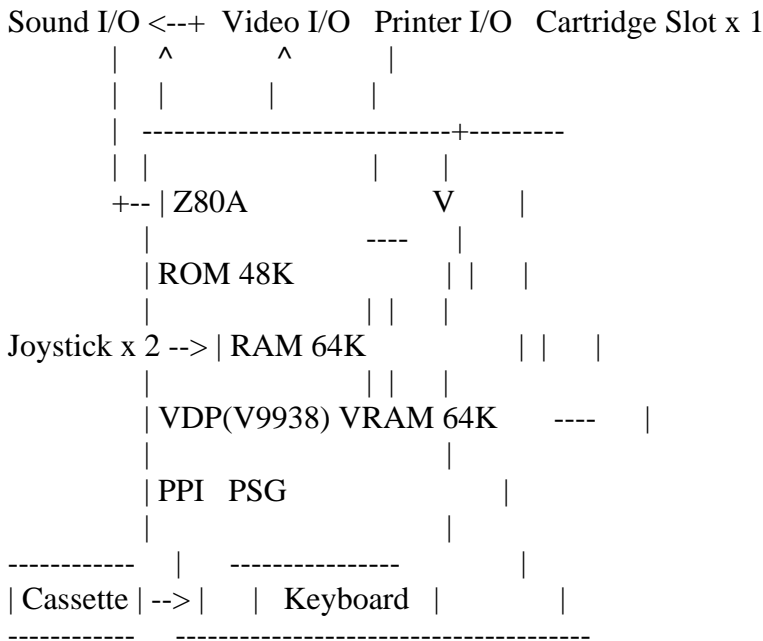 Sound I/O <--+ Video I/O Printer I/O Cartridge Slot x 1
| ^ ^ |
| | | |
| -----------------------------+---------
| | | |
+-- | Z80A V |
| ---- |
| ROM 48K | | |
| | | |
Joystick x 2 --> | RAM 64K | | |
| | | |
| VDP(V9938) VRAM 64K ---- |
| |
| PPI PSG |
| |
------------ | ---------------- |
| Cassette | --> | | Keyboard | |
------------ ---------------------------------------